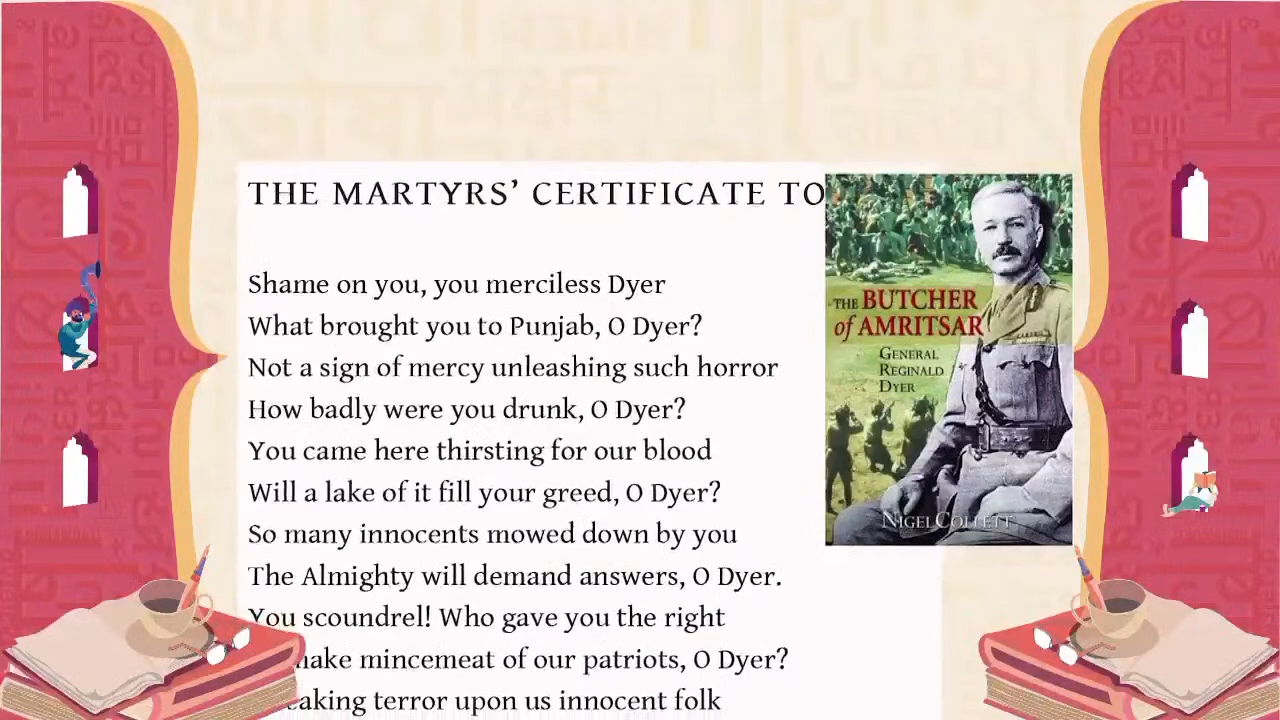 THE MARTYRS’ CERTIFICATE TO
Shame on you, you merciless Dyer
What brought you to Punjab, O Dyer?
Not a sign of mercy unleashing such horror
How badly were you drunk, O Dyer?
You came here thirsting for our blood
Will a lake of it fill your greed, O Dyer?
So many innocents mowed down by you
The Almighty will demand answers, O Dyer.
You scoundrel! Who gave you the right
mincemeat of our patriots, O Dyer?
terror upon us innocent folk
THE BUTCHER
of AMRITSAR
GENERAL
REGINALD
DYER
NIGEL COLLETT